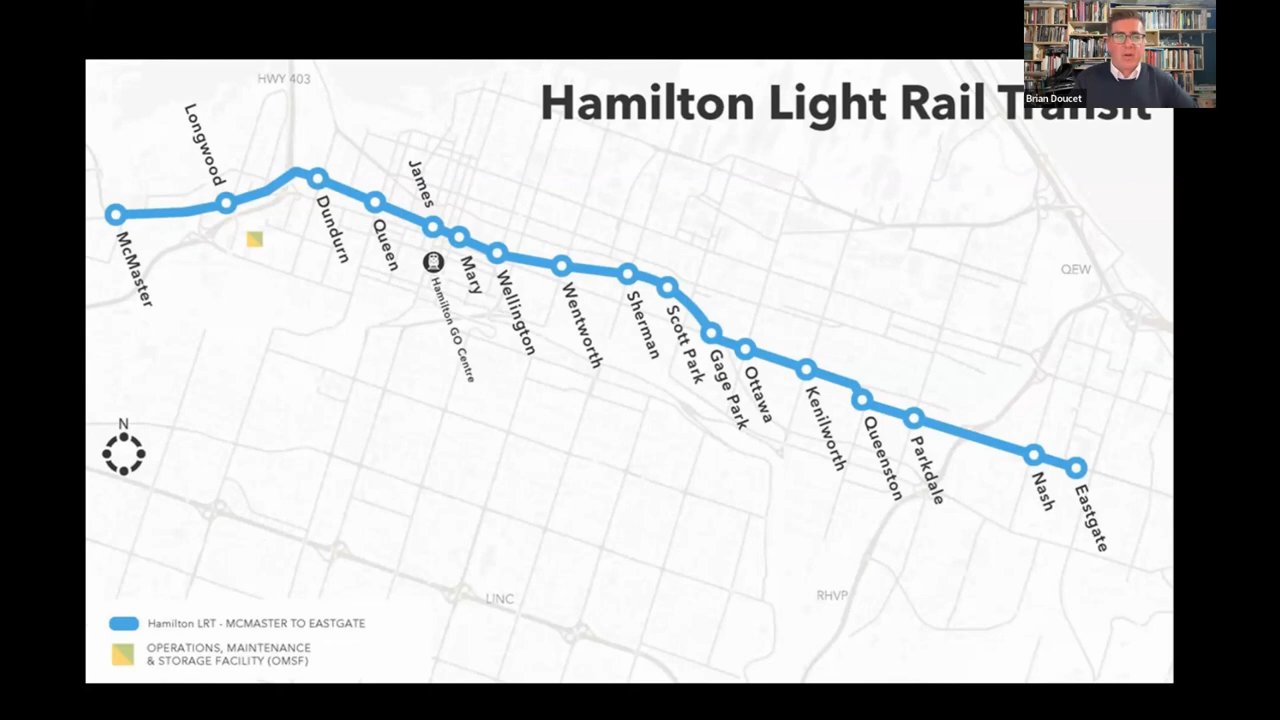 HWY 403
Hamilton Light Rail Transit
Brian Doucet
Longwood
James
McMaster
Dundurn
Queen
Hamilton GO Centre
Mary
Wellington
Wentworth
Sherman
Scott Park
Gage Park
Ottawa
Kenilworth
Queenston
Parkdale
Nash
Eastgate
QEW
N
LINC
RHVP
Hamilton LRT - MCMASTER TO EASTGATE
OPERATIONS, MAINTENANCE
& STORAGE FACILITY (OMSF)